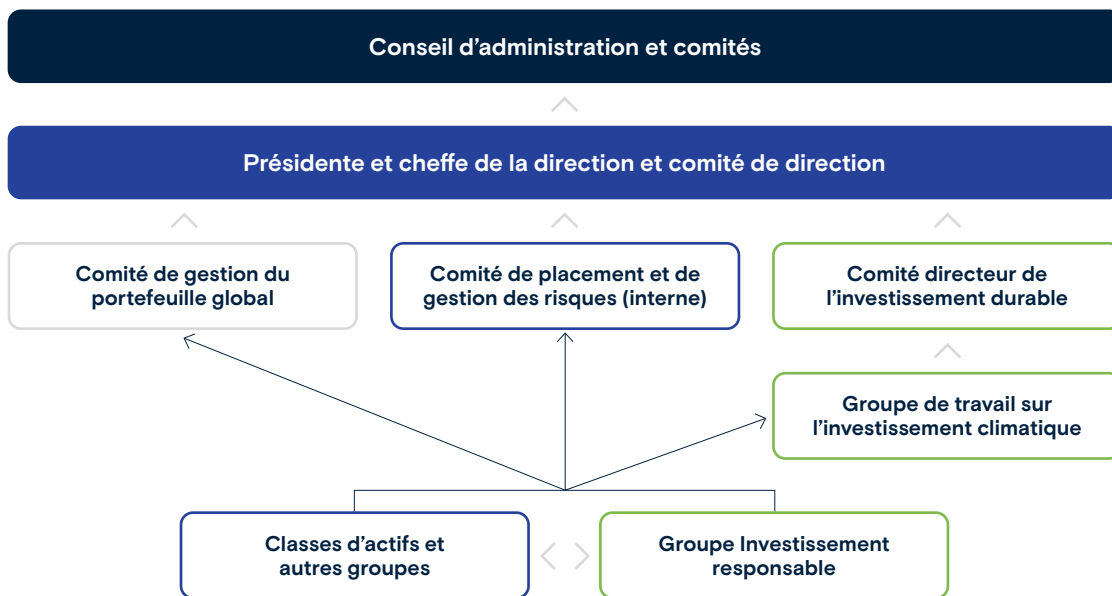 Conseil d’administration et comités
Présidente et cheffe de la direction et comité de direction
Comité de gestion du
portefeuille global
Comité de placement et de
gestion des risques (interne)
Comité directeur de
l’investissement durable
Groupe de travail sur
l’investissement climatique
Classes d’actifs et
autres groupes
Groupe Investissement
responsable